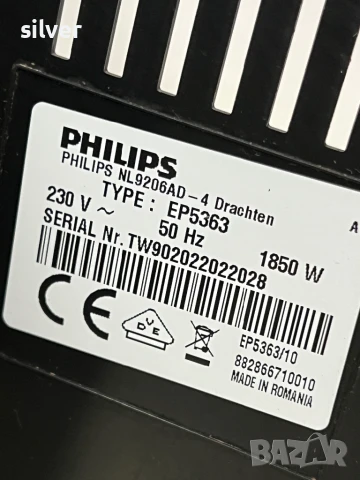 silver
PHILIPS
PHILIPS NL9206AD-4 Drachten
A
TYPE : EP5363
230 V ~ 50 Hz 1850 W
SERIAL Nr. TW902022022028
CE
VDE
EP5363/10
882866710010
MADE IN ROMANIA
BAZAR